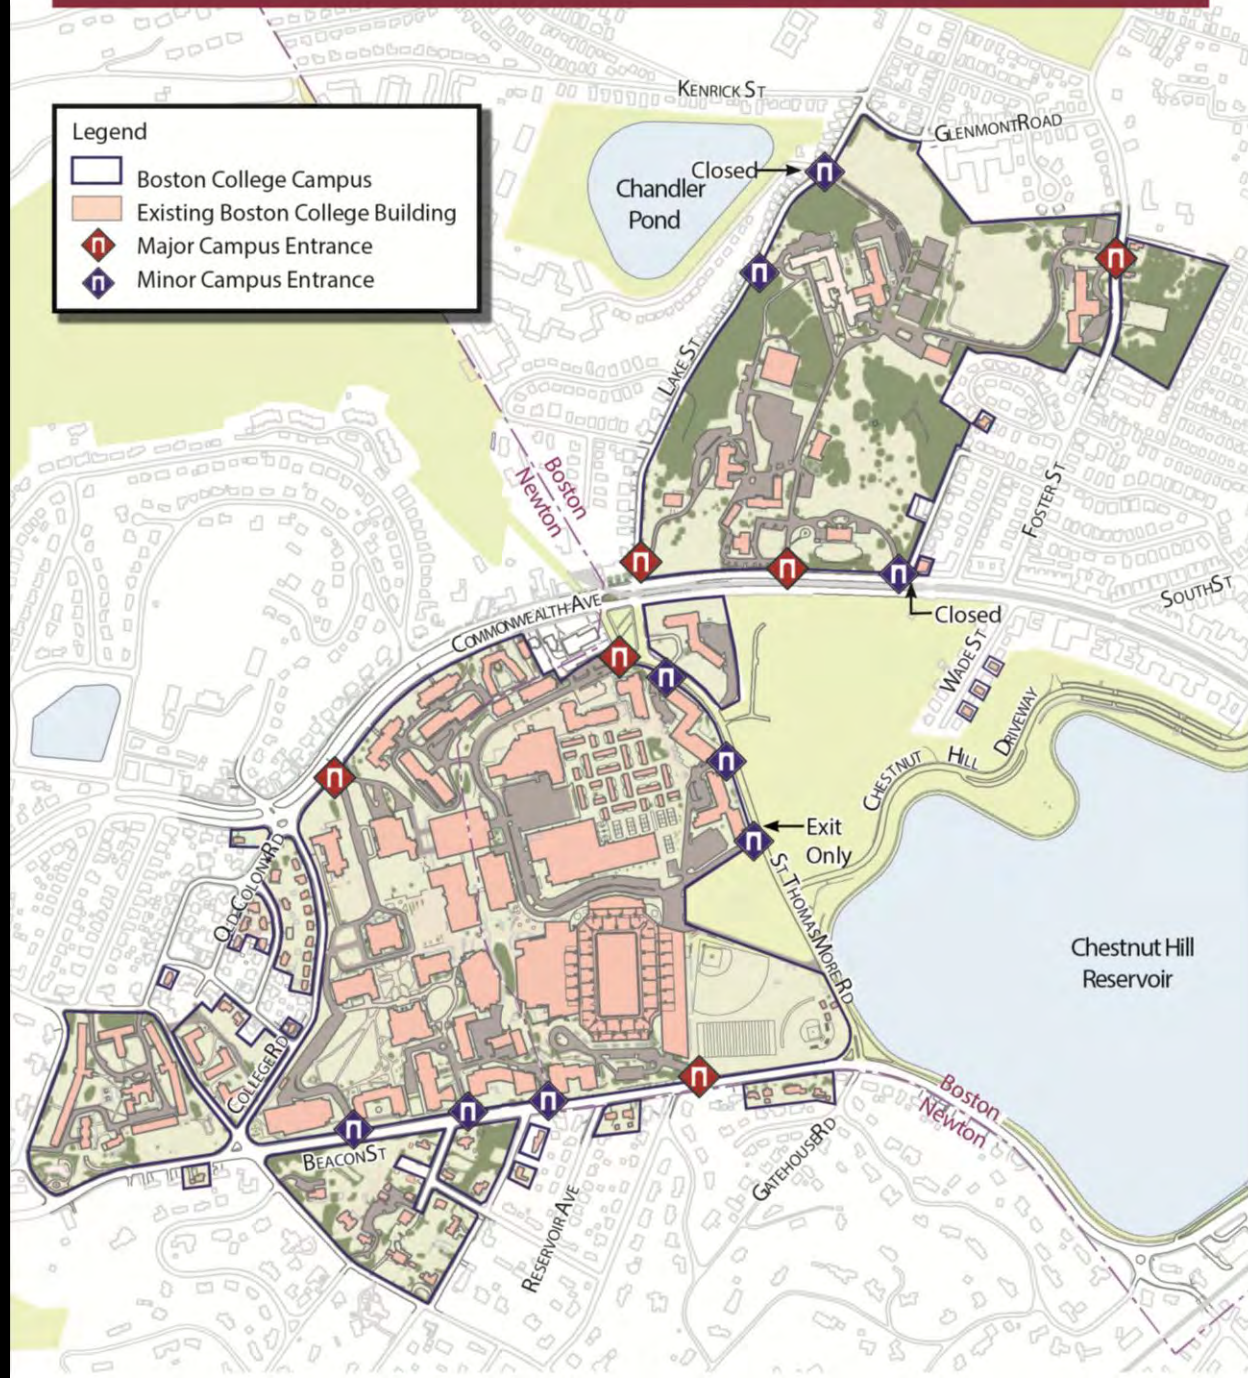 Legend
Boston College Campus
Existing Boston College Building
Major Campus Entrance
Minor Campus Entrance
KENRICK ST
GLENMONT ROAD
Closed
Chandler
Pond
LAKE ST
Boston
Newton
FOSTER ST
SOUTH ST
COMMONWEALTH AVE
Closed
WADE ST
CHESTNUT HILL DRIVEWAY
Exit
Only
OLD COLONY RD
ST THOMAS MORE RD
Chestnut Hill
Reservoir
COLLEGE RD
BEACON ST
Boston
Newton
GATEHOUSE RD
RESERVOIR AVE